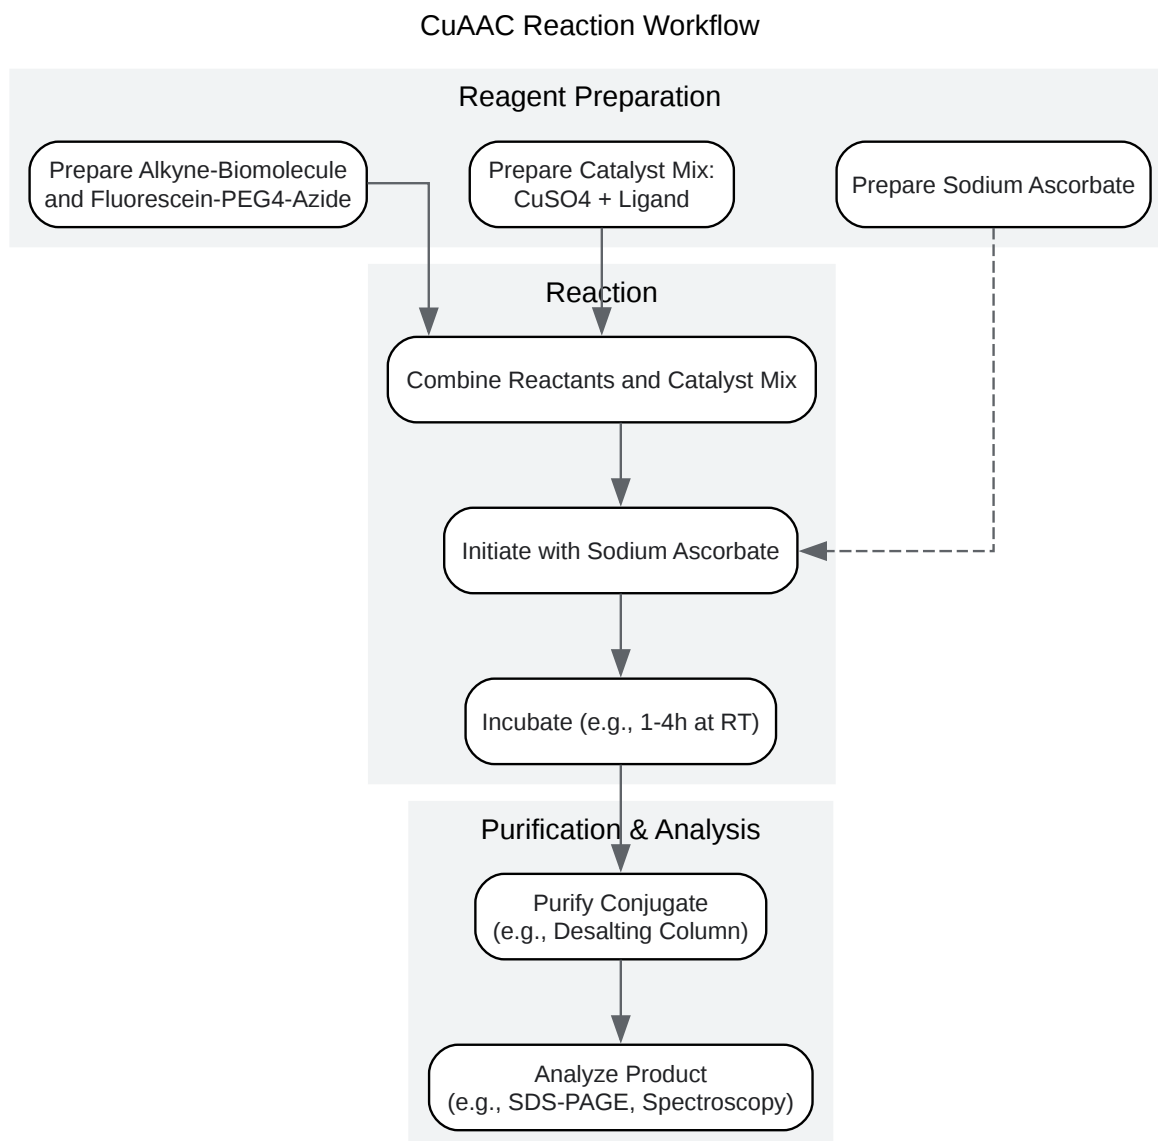 CuAAC Reaction Workflow
Reagent Preparation
Prepare Alkyne-Biomolecule
and Fluorescein-PEG4-Azide
Prepare Catalyst Mix:
CuSO4 + Ligand
Prepare Sodium Ascorbate
Reaction
Combine Reactants and Catalyst Mix
Initiate with Sodium Ascorbate
Incubate (e.g., 1-4h at RT)
Purification & Analysis
Purify Conjugate
(e.g., Desalting Column)
Analyze Product
(e.g., SDS-PAGE, Spectroscopy)